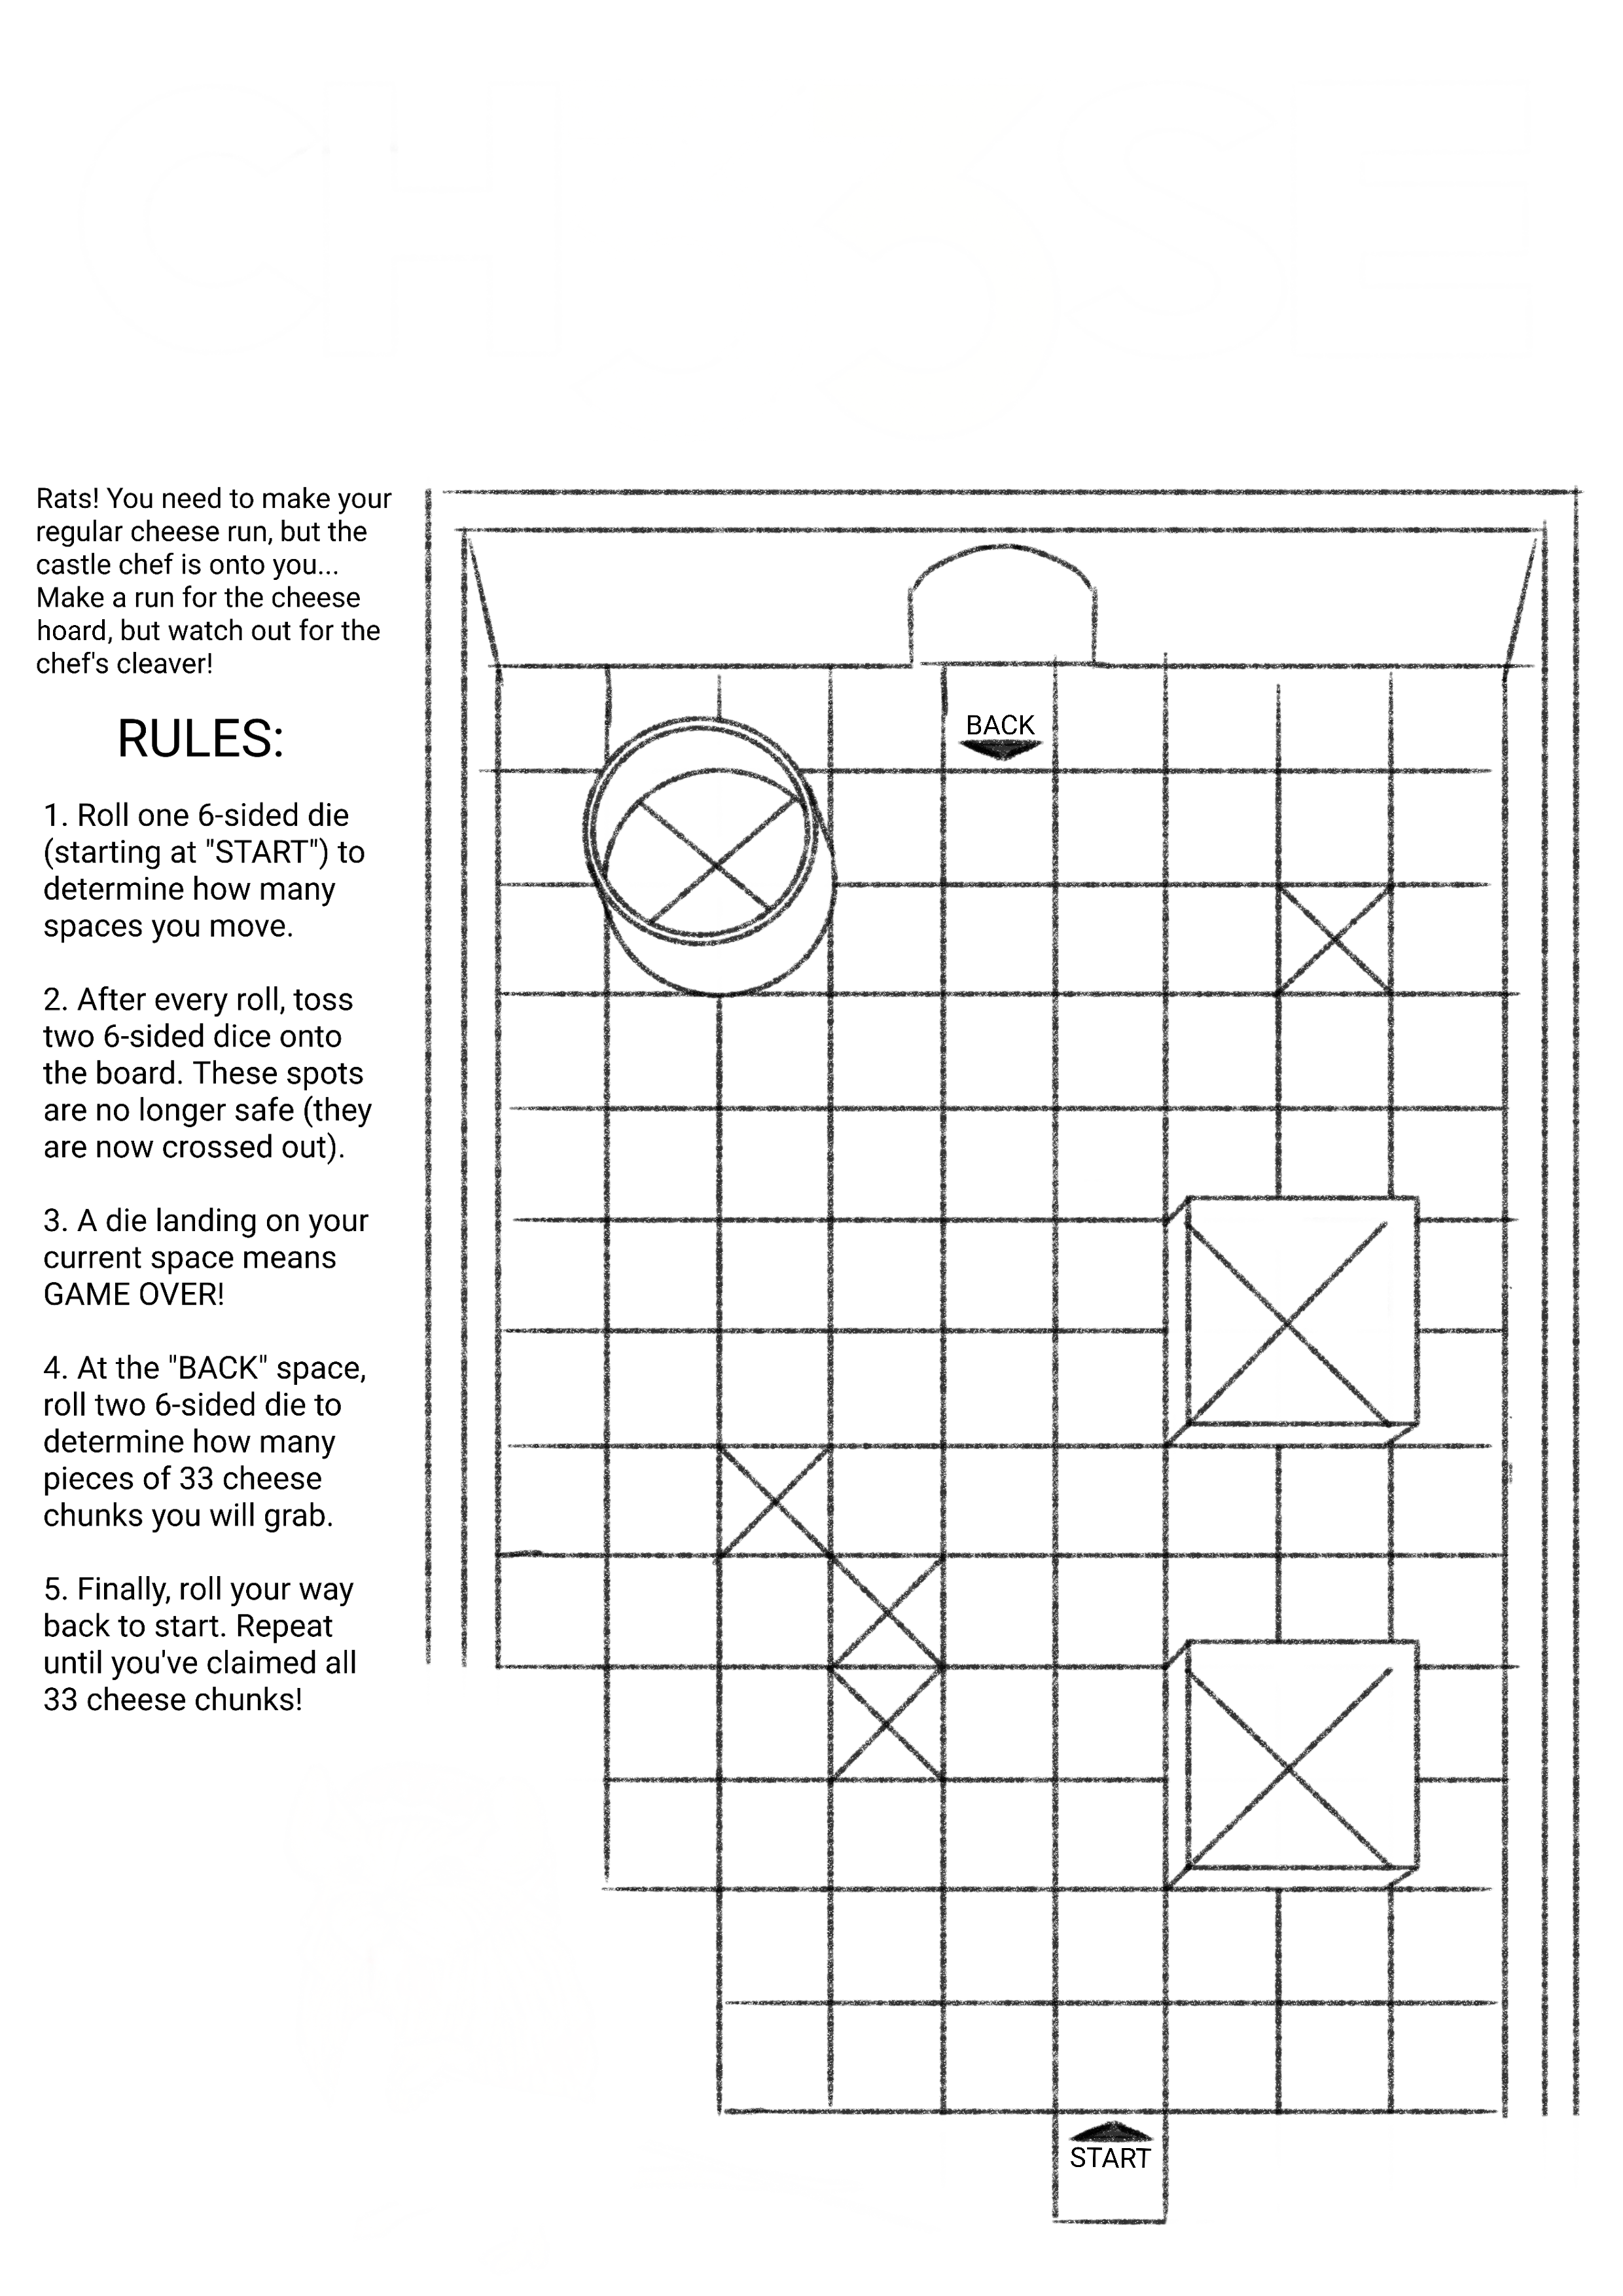 Rats! You need to make your
regular cheese run, but the
castle chef is onto you...
Make a run for the cheese
hoard, but watch out for the
chef's cleaver!
RULES:
1. Roll one 6-sided die
(starting at "START") to
determine how many
spaces you move.
2. After every roll, toss
two 6-sided dice onto
the board. These spots
are no longer safe (they
are now crossed out).
3. A die landing on your
current space means
GAME OVER!
4. At the "BACK" space,
roll two 6-sided die to
determine how many
pieces of 33 cheese
chunks you will grab.
5. Finally, roll your way
back to start. Repeat
until you've claimed all
33 cheese chunks!
BACK
START